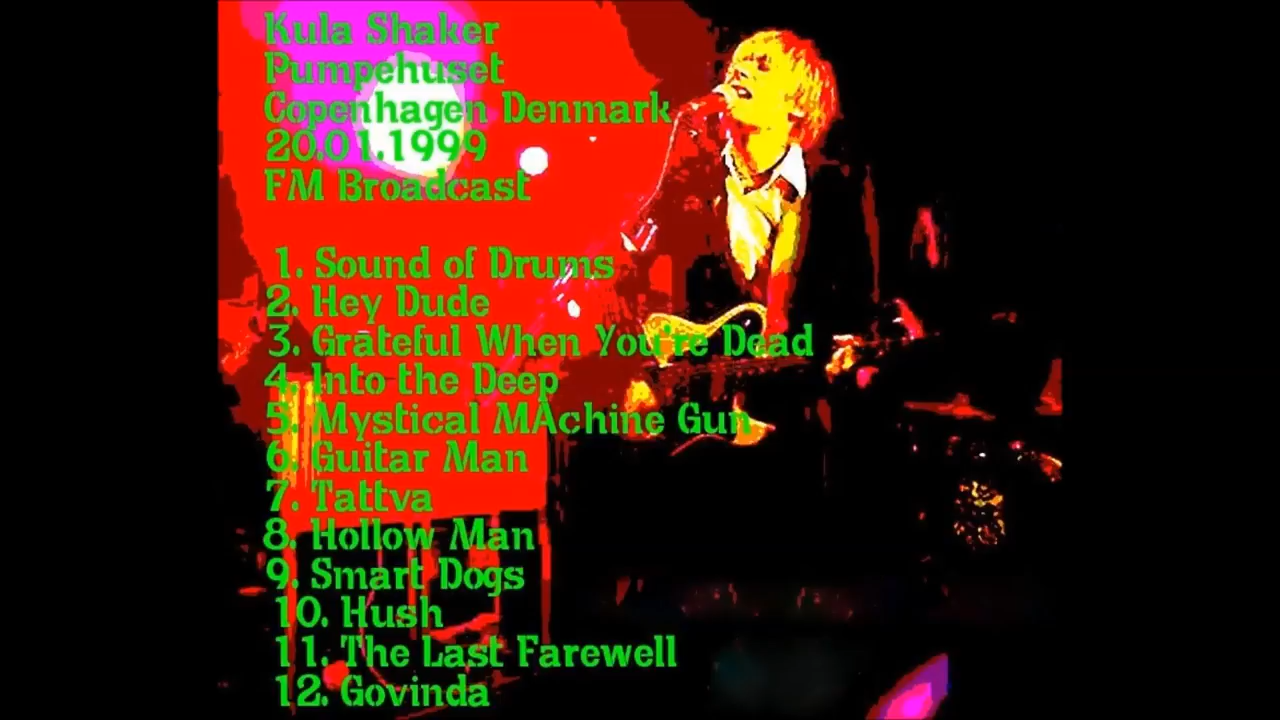 Kula Shaker
Pumpehuset
Copenhagen Denmark
20.01.1999
FM Broadcast
1. Sound of Drums
2. Hey Dude
3. Grateful When You're Dead
4. Into the Deep
5. Mystical MAchine Gun
6. Guitar Man
7. Tattva
8. Hollow Man
9. Smart Dogs
10. Hush
11. The Last Farewell
12. Govinda